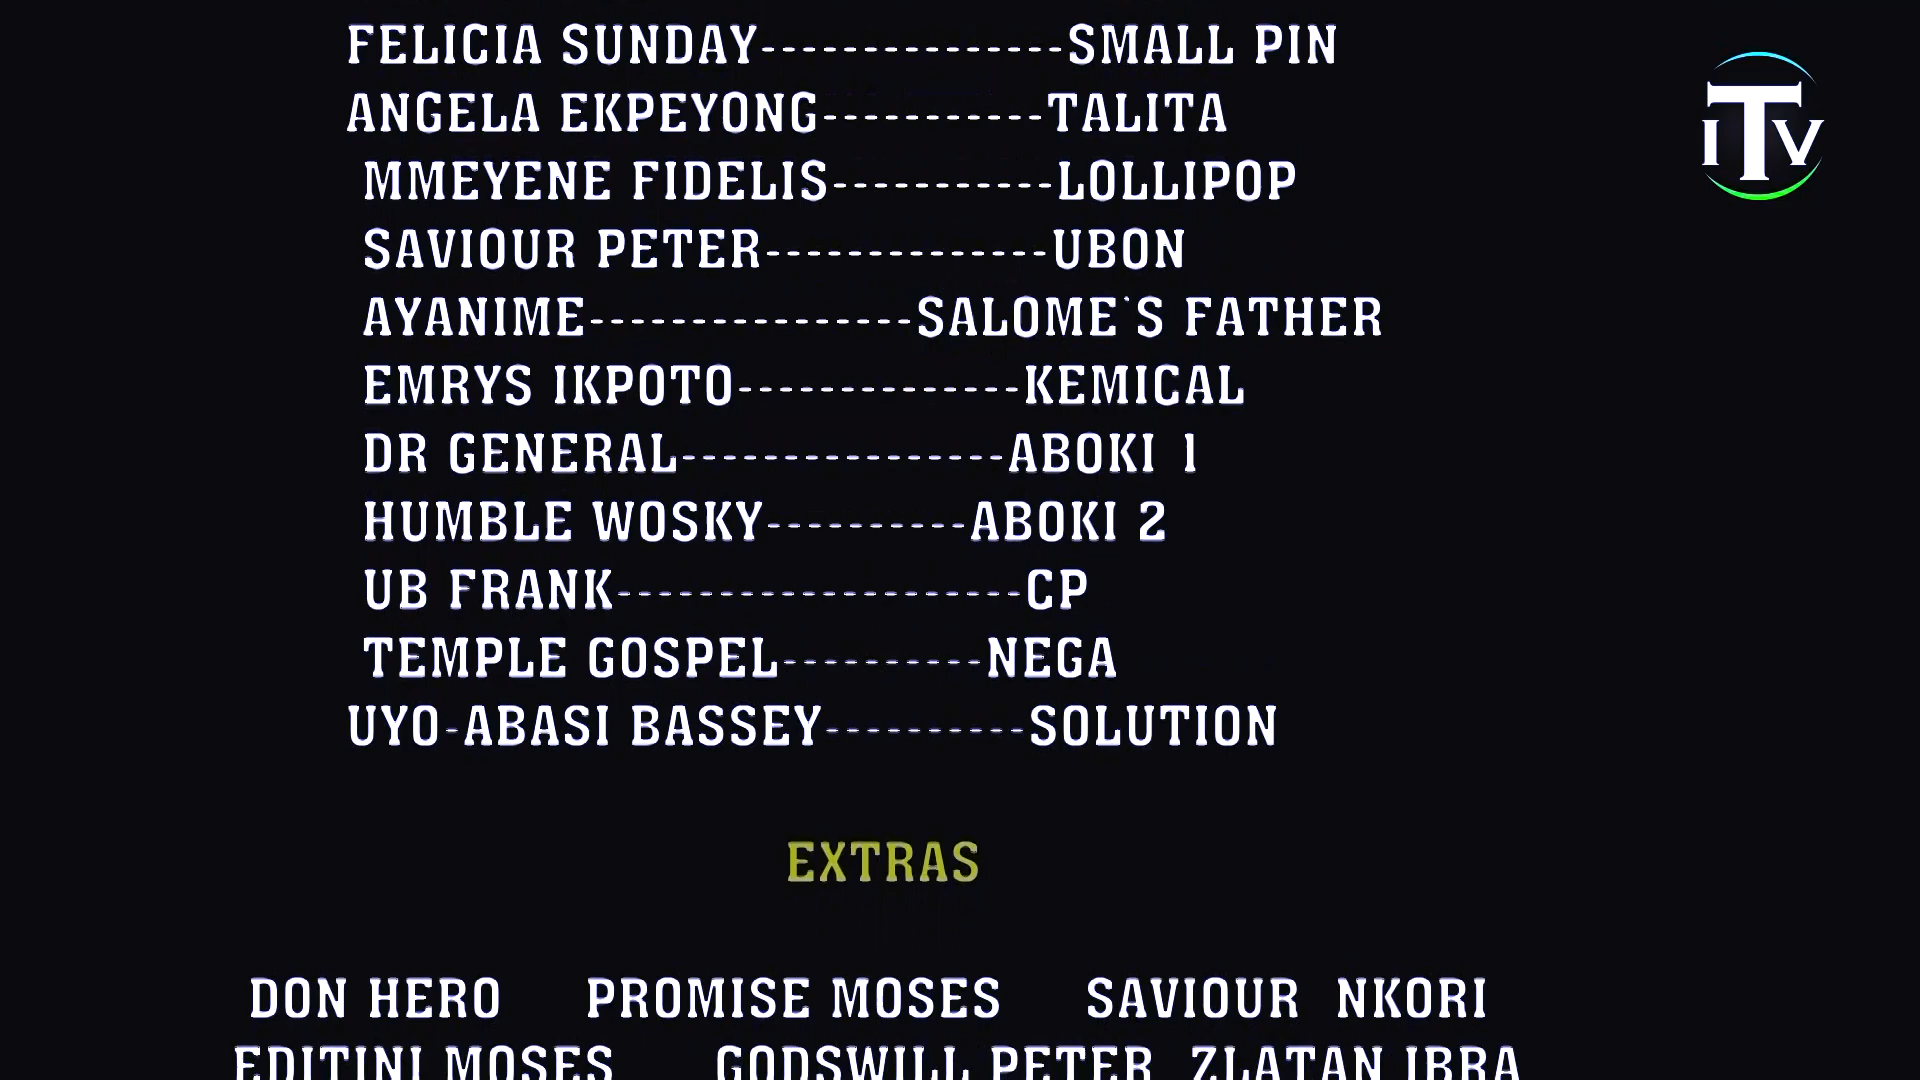 FELICIA SUNDAY---------------SMALL PIN
ANGELA EKPEYONG-----------TALITA
MMEYENE FIDELIS-----------LOLLIPOP
SAVIOUR PETER--------------UBON
AYANIME----------------SALOME`S FATHER
EMRYS IKPOTO--------------KEMICAL
DR GENERAL----------------ABOKI 1
HUMBLE WOSKY----------ABOKI 2
UB FRANK--------------------CP
TEMPLE GOSPEL----------NEGA
UYO-ABASI BASSEY----------SOLUTION
EXTRAS
DON HERO PROMISE MOSES SAVIOUR NKORI
EDITINI MOSES GODSWILL PETER ZLATAN IBRA
ITV